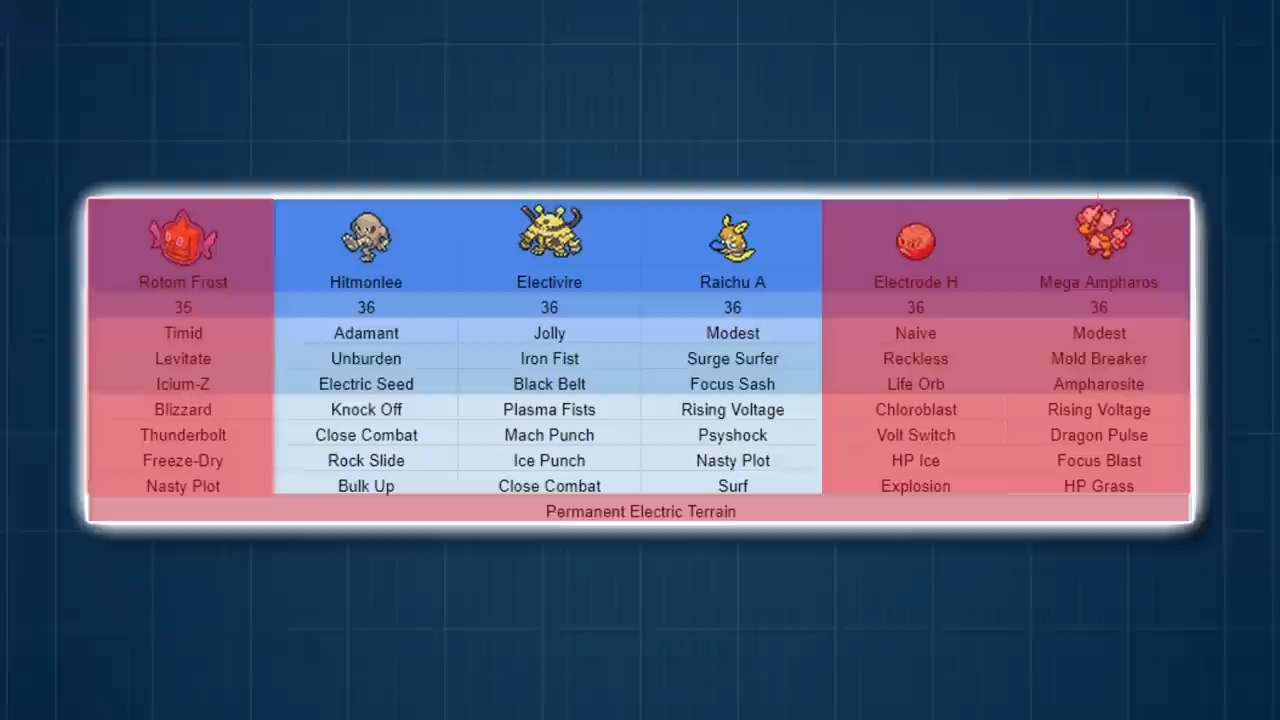 Rotom Frost Hitmonlee Electivire Raichu A Electrode H Mega Ampharos
35 36 36 36 36 36
Timid Adamant Jolly Modest Naive Modest
Levitate Unburden Iron Fist Surge Surfer Reckless Mold Breaker
Icium-Z Electric Seed Black Belt Focus Sash Life Orb Ampharosite
Blizzard Knock Off Plasma Fists Rising Voltage Chloroblast Rising Voltage
Thunderbolt Close Combat Mach Punch Psyshock Volt Switch Dragon Pulse
Freeze-Dry Rock Slide Ice Punch Nasty Plot HP Ice Focus Blast
Nasty Plot Bulk Up Close Combat Surf Explosion HP Grass
Permanent Electric Terrain